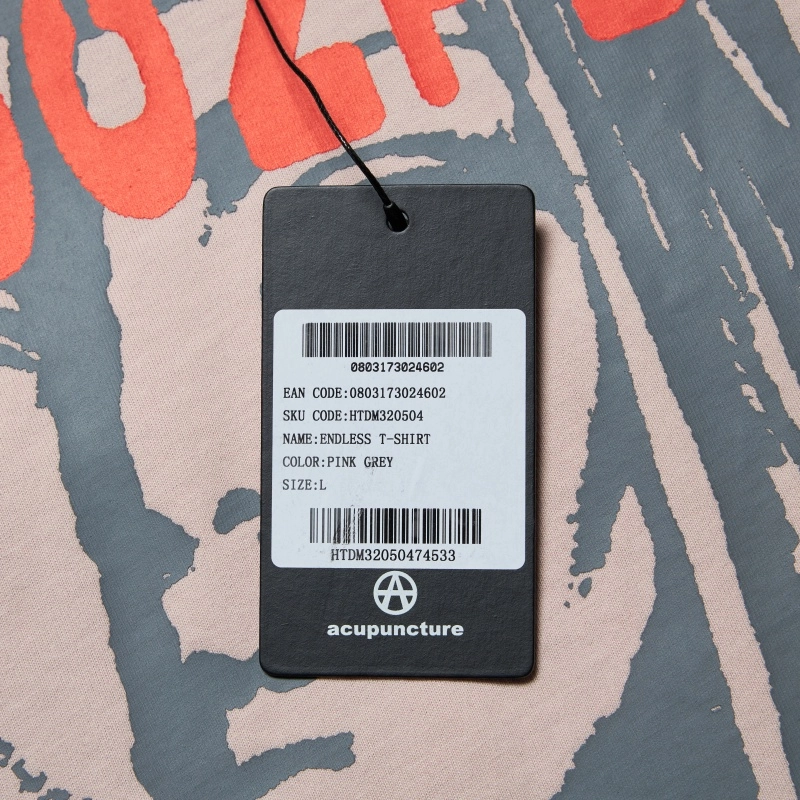 0803173024602
EAN CODE:0803173024602
SKU CODE:HTDM320504
NAME:ENDLESS T-SHIRT
COLOR:PINK GREY
SIZE:L
HTDM32050474533
acupuncture